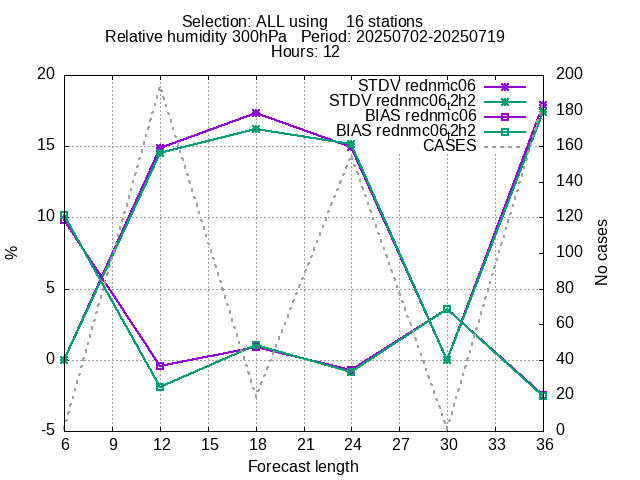 Selection: ALL using    16 stations
Relative humidity 300hPa   Period: 20250702-20250719
Hours: 12
STDV rednmc06
STDV rednmc06t2h2
BIAS rednmc06
BIAS rednmc06t2h2
CASES
20
15
10
5
0
-5
%
200
180
160
140
120
100
80
60
40
20
0
No cases
6 9 12 15 18 21 24 27 30 33 36
Forecast length